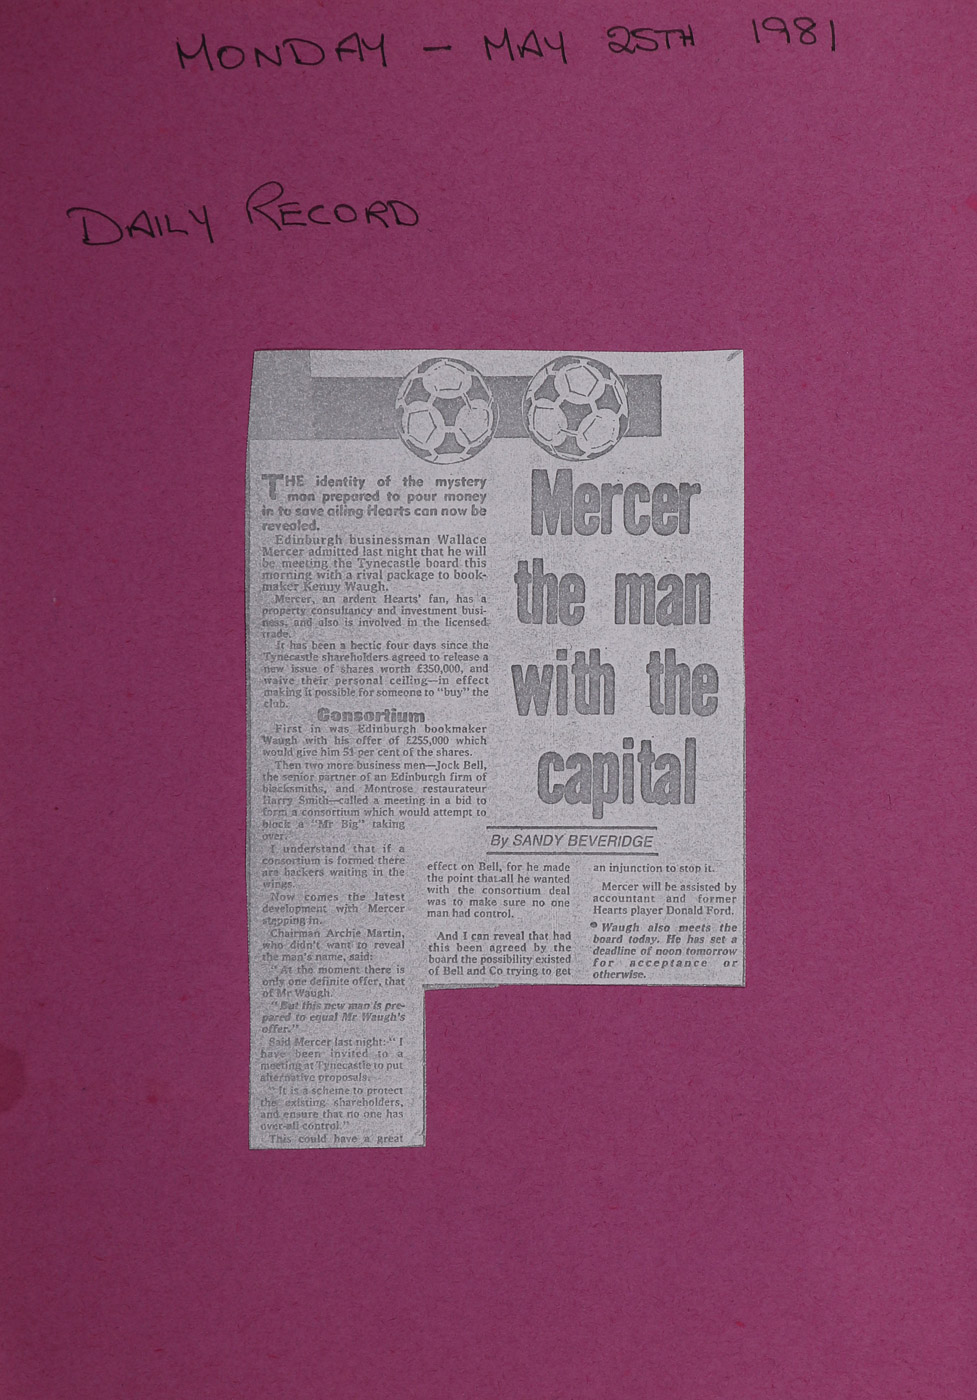 MONDAY — MAY 25TH 1981
DAILY RECORD
Mercer
the man
with the
capital
By SANDY BEVERIDGE
THE identity of the mystery
man prepared to pour money
in to save ailing Hearts can now be
revealed.
Edinburgh businessman Wallace
Mercer admitted last night that he will
be meeting the Tynecastle board this
morning with a rival package to book-
maker Kenny Waugh.
Mercer, an ardent Hearts' fan, has a
property consultancy and investment busi-
ness, and also is involved in the licensed
trade.
It has been a hectic four days since the
Tynecastle shareholders agreed to release a
new issue of shares worth £350,000, and
waive their personal ceiling—in effect
making it possible for someone to "buy" the
club.
Consortium
First in was Edinburgh bookmaker
Waugh with his offer of £255,000 which
would give him 51 per cent of the shares.
Then two more business men—Jock Bell,
the senior partner of an Edinburgh firm of
blacksmiths, and Montrose restaurateur
Harry Smith—called a meeting in a bid to
form a consortium which would attempt to
block a "Mr Big" taking
over.
I understand that if a
consortium is formed there
are backers waiting in the
wings.
Now comes the latest
development with Mercer
stepping in.
Chairman Archie Martin,
who didn't want to reveal
the man's name, said:
"At the moment there is
only one definite offer, that
of Mr Waugh.
"But this new man is pre-
pared to equal Mr Waugh's
offer."
Said Mercer last night: "I
have been invited to a
meeting at Tynecastle to put
alternative proposals.
"It is a scheme to protect
the existing shareholders,
and ensure that no one has
over-all control."
This could have a great
effect on Bell, for he made
the point that all he wanted
with the consortium deal
was to make sure no one
man had control.
And I can reveal that had
this been agreed by the
board the possibility existed
of Bell and Co trying to get
an injunction to stop it.
Mercer will be assisted by
accountant and former
Hearts player Donald Ford.
● Waugh also meets the
board today. He has set a
deadline of noon tomorrow
for acceptance or
otherwise.